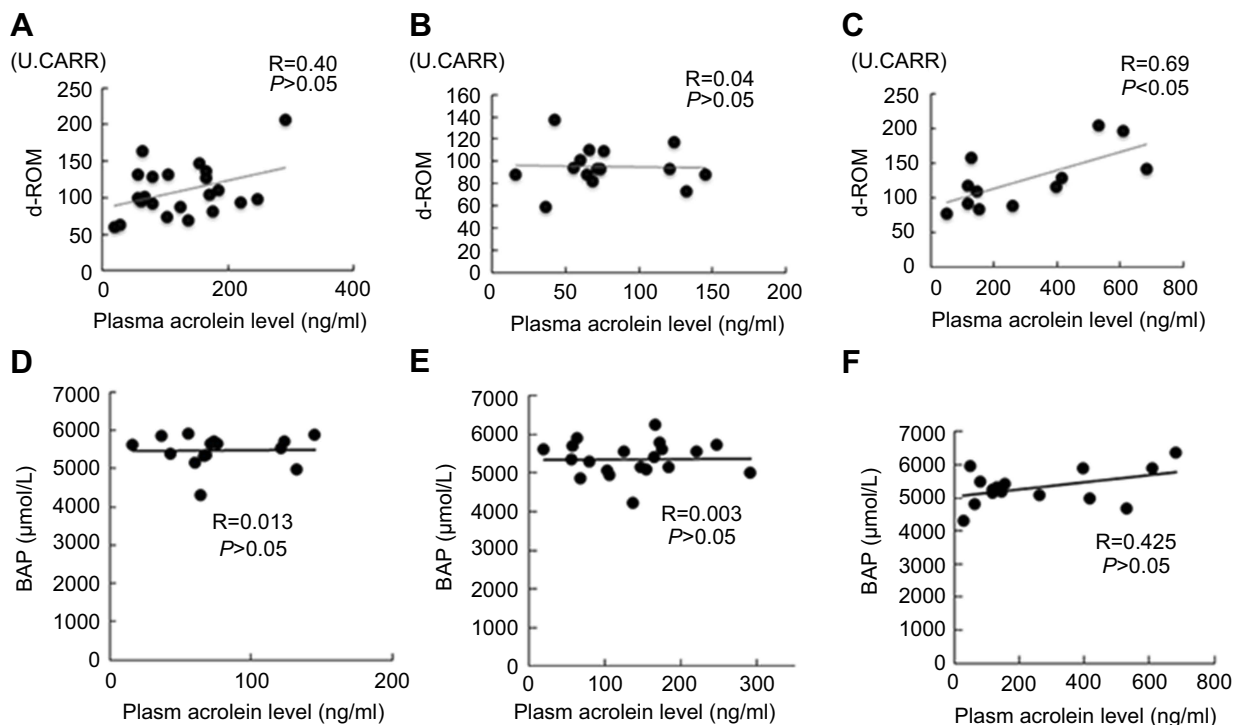 A
(U.CARR)
R=0.40
P>0.05
250
200
150
100
50
0
d-ROM
0
200
400
Plasma acrolein level (ng/ml)
B
(U.CARR)
R=0.04
P>0.05
160
140
120
100
80
60
40
20
0
d-ROM
0
50
100
150
200
Plasma acrolein level (ng/ml)
C
(U.CARR)
R=0.69
P<0.05
250
200
150
100
50
0
d-ROM
0
200
400
600
800
Plasma acrolein level (ng/ml)
D
7000
6000
5000
4000
3000
2000
1000
0
BAP (µmol/L)
R=0.013
P>0.05
0
100
200
Plasm acrolein level (ng/ml)
E
7000
6000
5000
4000
3000
2000
1000
0
BAP (µmol/L)
R=0.003
P>0.05
0
100
200
300
Plasm acrolein level (ng/ml)
F
7000
6000
5000
4000
3000
2000
1000
0
BAP (µmol/L)
R=0.425
P>0.05
0
200
400
600
800
Plasm acrolein level (ng/ml)